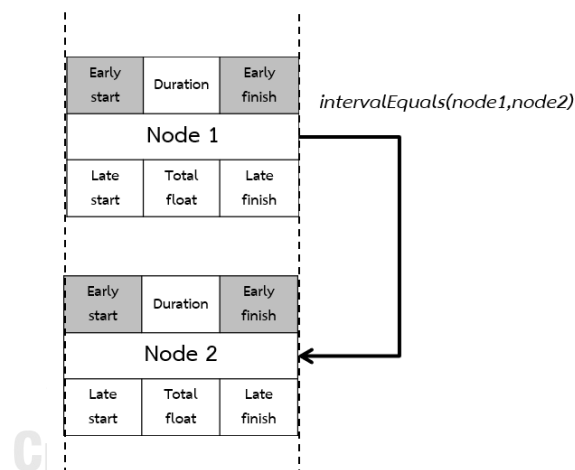 Early
start
Duration
Early
finish
intervalEquals(node1,node2)
Node 1
Late
start
Total
float
Late
finish
Early
start
Duration
Early
finish
Node 2
Late
start
Total
float
Late
finish